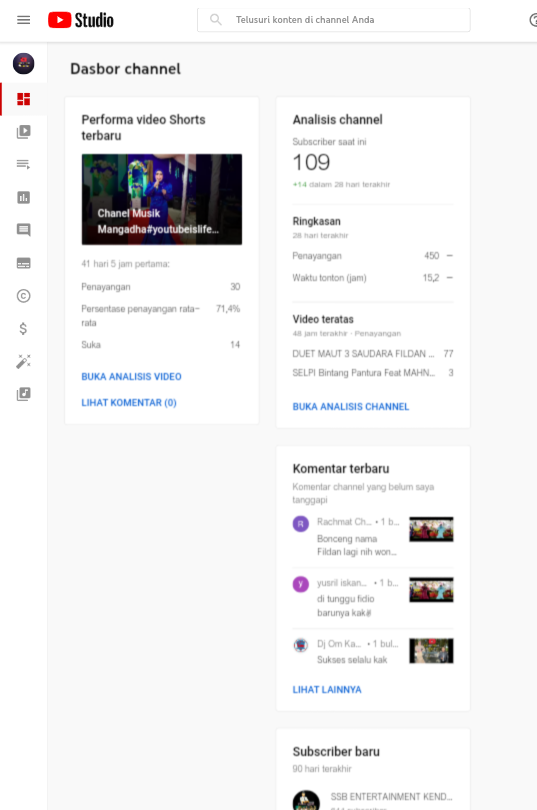 Studio
Telusuri konten di channel Anda
Dasbor channel
Performa video Shorts
terbaru
Chanel Musik
Mangadha#youtubeislife...
41 hari 5 jam pertama:
Penayangan 30
Persentase penayangan rata- 71,4%
rata
Suka 14
BUKA ANALISIS VIDEO
LIHAT KOMENTAR (0)
Analisis channel
Subscriber saat ini
109
+14 dalam 28 hari terakhir
Ringkasan
28 hari terakhir
Penayangan 450 —
Waktu tonton (jam) 15,2 —
Video teratas
48 jam terakhir · Penayangan
DUET MAUT 3 SAUDARA FILDAN ... 77
SELPI Bintang Pantura Feat MAHN... 3
BUKA ANALISIS CHANNEL
Komentar terbaru
Komentar channel yang belum saya
tanggapi
Rachmat Ch... • 1 b...
Bonceng nama
Fildan lagi nih won...
y
yusril iskan... • 1 b...
di tunggu fidio
barunya kak#
Dj Om Ka... • 1 bul...
Sukses selalu kak
LIHAT LAINNYA
Subscriber baru
90 hari terakhir
SSB ENTERTAINMENT KEND...